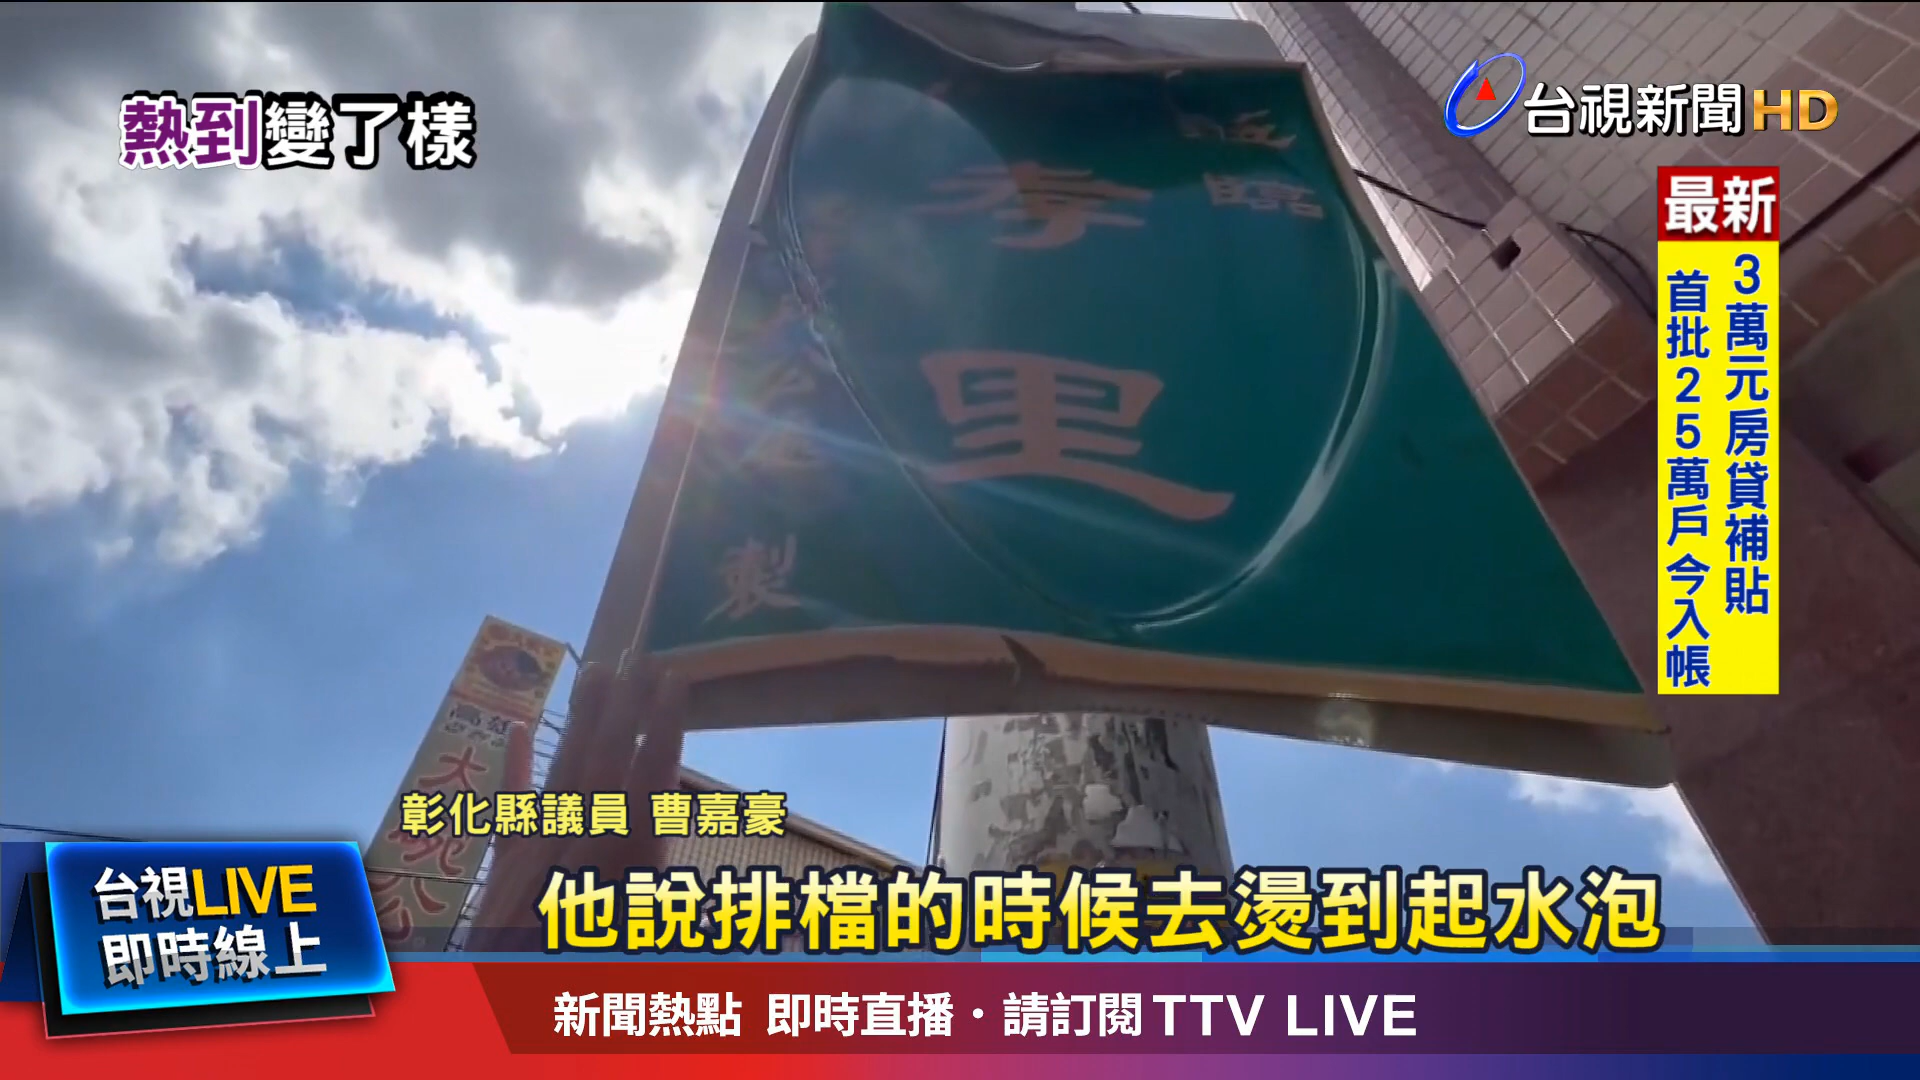 熱到變了樣
台視新聞HD
最新
3萬元房貸補貼
首批25萬戶今入帳
孝
里
臨
製
大
彰化縣議員 曹嘉豪
他說排檔的時候去燙到起水泡
台視LIVE
即時線上
新聞熱點 即時直播・請訂閱TTV LIVE